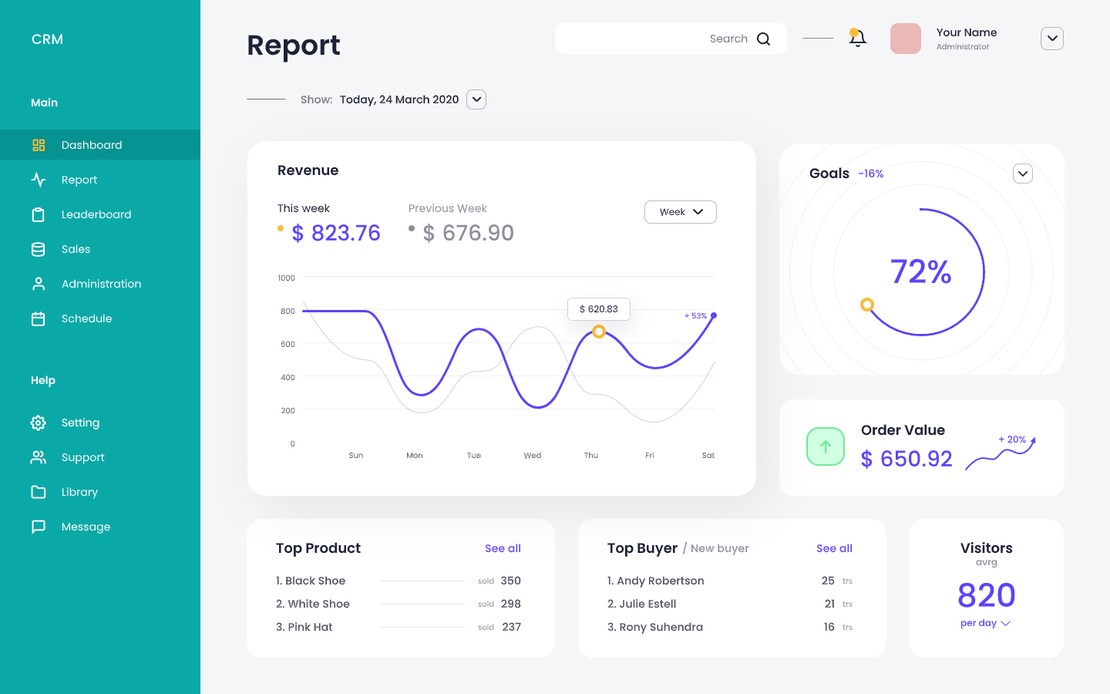 CRM
Main
Dashboard
Report
Leaderboard
Sales
Administration
Schedule
Help
Setting
Support
Library
Message
Report
Search
Your Name
Administrator
Show: Today, 24 March 2020
Revenue
This week
$ 823.76
Previous Week
$ 676.90
Week
1000
800
600
400
200
0
$ 620.83
+ 53%
Sun Mon Tue Wed Thu Fri Sat
Goals -16%
72%
Order Value
$ 650.92
+ 20%
Top Product See all
1. Black Shoe sold 350
2. White Shoe sold 298
3. Pink Hat sold 237
Top Buyer / New buyer See all
1. Andy Robertson 25 trs
2. Julie Estell 21 trs
3. Rony Suhendra 16 trs
Visitors
avrg
820
per day